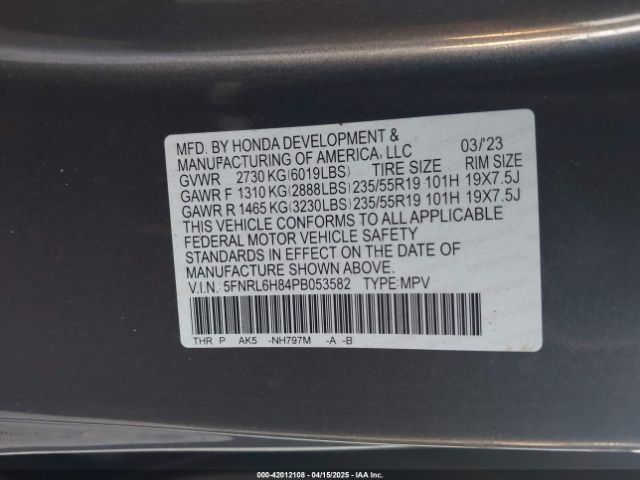 MFD. BY HONDA DEVELOPMENT &
MANUFACTURING OF AMERICA, LLC 03/'23
GVWR 2730 KG(6019LBS) TIRE SIZE RIM SIZE
GAWR F 1310 KG(2888LBS) 235/55R19 101H 19X7.5J
GAWR R 1465 KG(3230LBS) 235/55R19 101H 19X7.5J
THIS VEHICLE CONFORMS TO ALL APPLICABLE
FEDERAL MOTOR VEHICLE SAFETY
STANDARDS IN EFFECT ON THE DATE OF
MANUFACTURE SHOWN ABOVE.
V.I.N. 5FNRL6H84PB053582 TYPE MPV
THR P AK5 -NH797M -A -B
000-42012108 04/15/2025 IAA Inc.